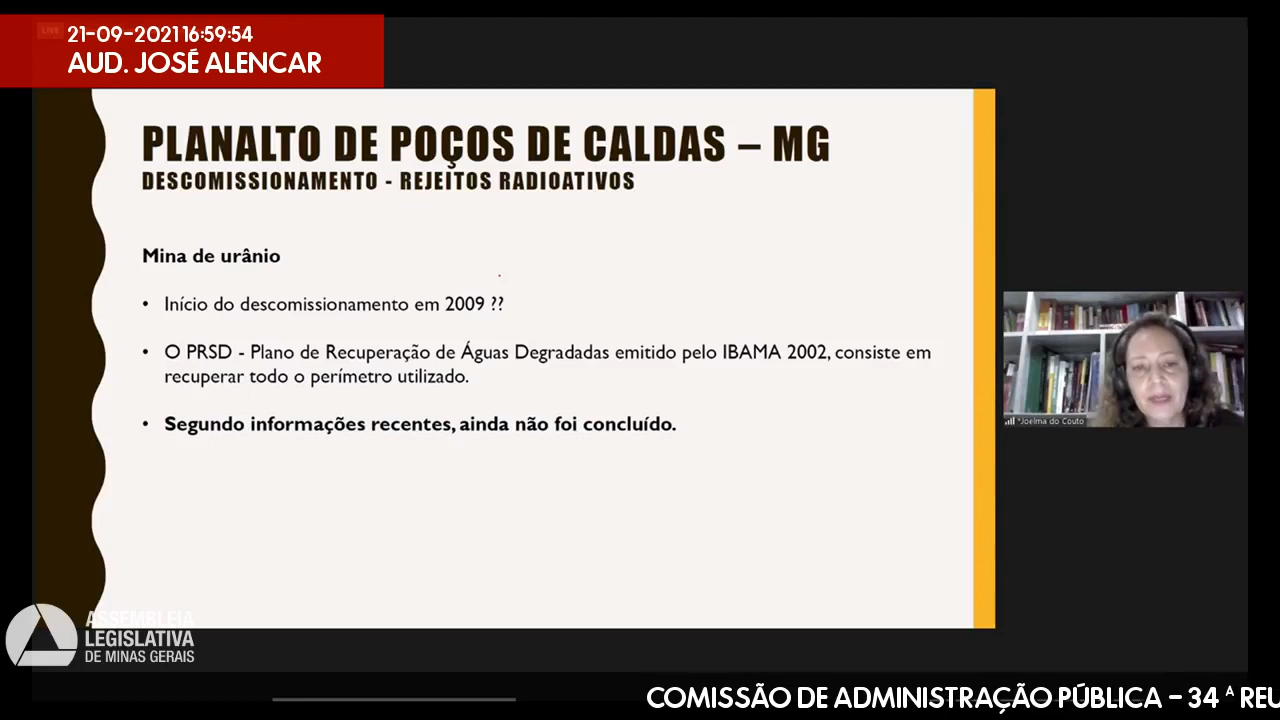 LIVE
21-09-2021 16:59:54
AUD. JOSÉ ALENCAR
PLANALTO DE POÇOS DE CALDAS – MG
DESCOMISSIONAMENTO - REJEITOS RADIOATIVOS
Mina de urânio
• Início do descomissionamento em 2009 ??
• O PRSD - Plano de Recuperação de Águas Degradadas emitido pelo IBAMA 2002, consiste em
recuperar todo o perímetro utilizado.
• Segundo informações recentes, ainda não foi concluído.
*Joelma do Couto
ASSEMBLEIA
LEGISLATIVA
DE MINAS GERAIS
COMISSÃO DE ADMINISTRAÇÃO PÚBLICA – 34 ª REU